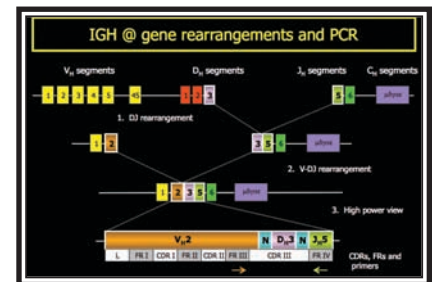 IGH @ gene rearrangements and PCR
VH segments DH segments JH segments CH segments
1 2 3 4 5 45 1 2 3 5 6
1. DJ rearrangement
1 2 3 5 6
2. V-DJ rearrangement
1 2 3 5 6
3. High power view
VH2 N DH3 N JH5
L FR I CDR I FR II CDR II FR III CDR III FR IV
CDRs, FRs and
primers